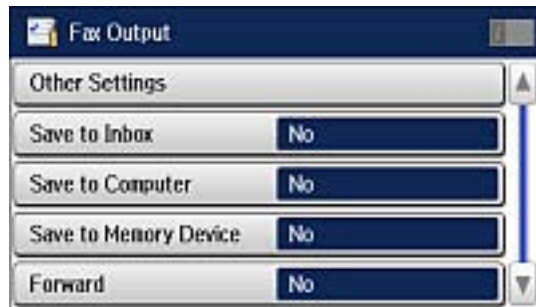 Fax Output
Other Settings
Save to Inbox No
Save to Computer No
Save to Memory Device No
Forward No